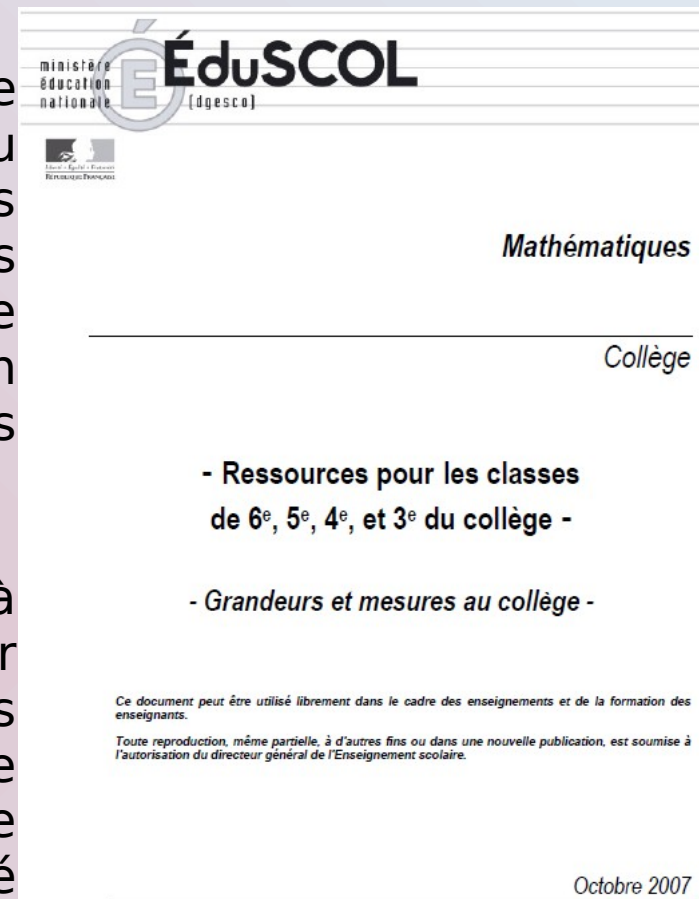 ministère
éducation
nationale
ÉduSCOL
[dgesco]
RÉPUBLIQUE FRANÇAISE
Mathématiques
Collège
- Ressources pour les classes
de 6e, 5e, 4e, et 3e du collège -
- Grandeurs et mesures au collège -
Ce document peut être utilisé librement dans le cadre des enseignements et de la formation des
enseignants.
Toute reproduction, même partielle, à d'autres fins ou dans une nouvelle publication, est soumise à
l'autorisation du directeur général de l'Enseignement scolaire.
Octobre 2007